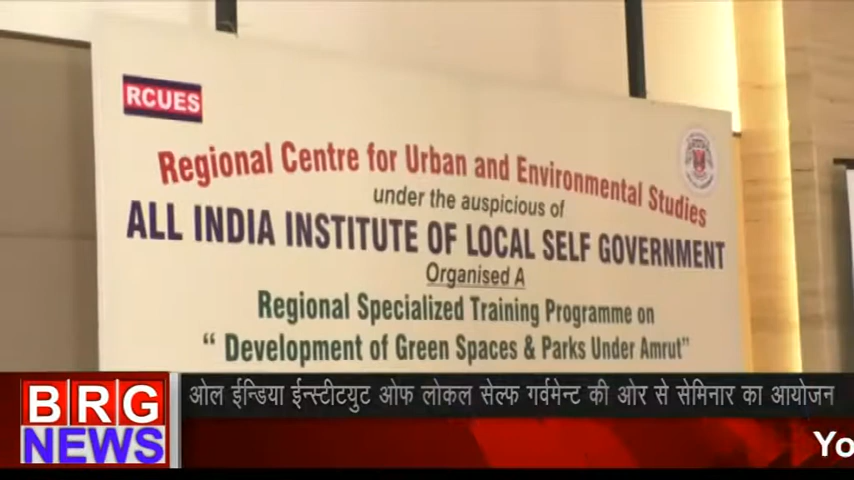 RCUES
Regional Centre for Urban and Environmental Studies
under the auspicious of
ALL INDIA INSTITUTE OF LOCAL SELF GOVERNMENT
Organised A
Regional Specialized Training Programme on
“ Development of Green Spaces & Parks Under Amrut”
BRG
NEWS
ओल ईन्डिया ईन्स्टीटयुट ओफ लोकल सेल्फ गर्वमेन्ट की ओर से सेमिनार का आयोजन
Yo